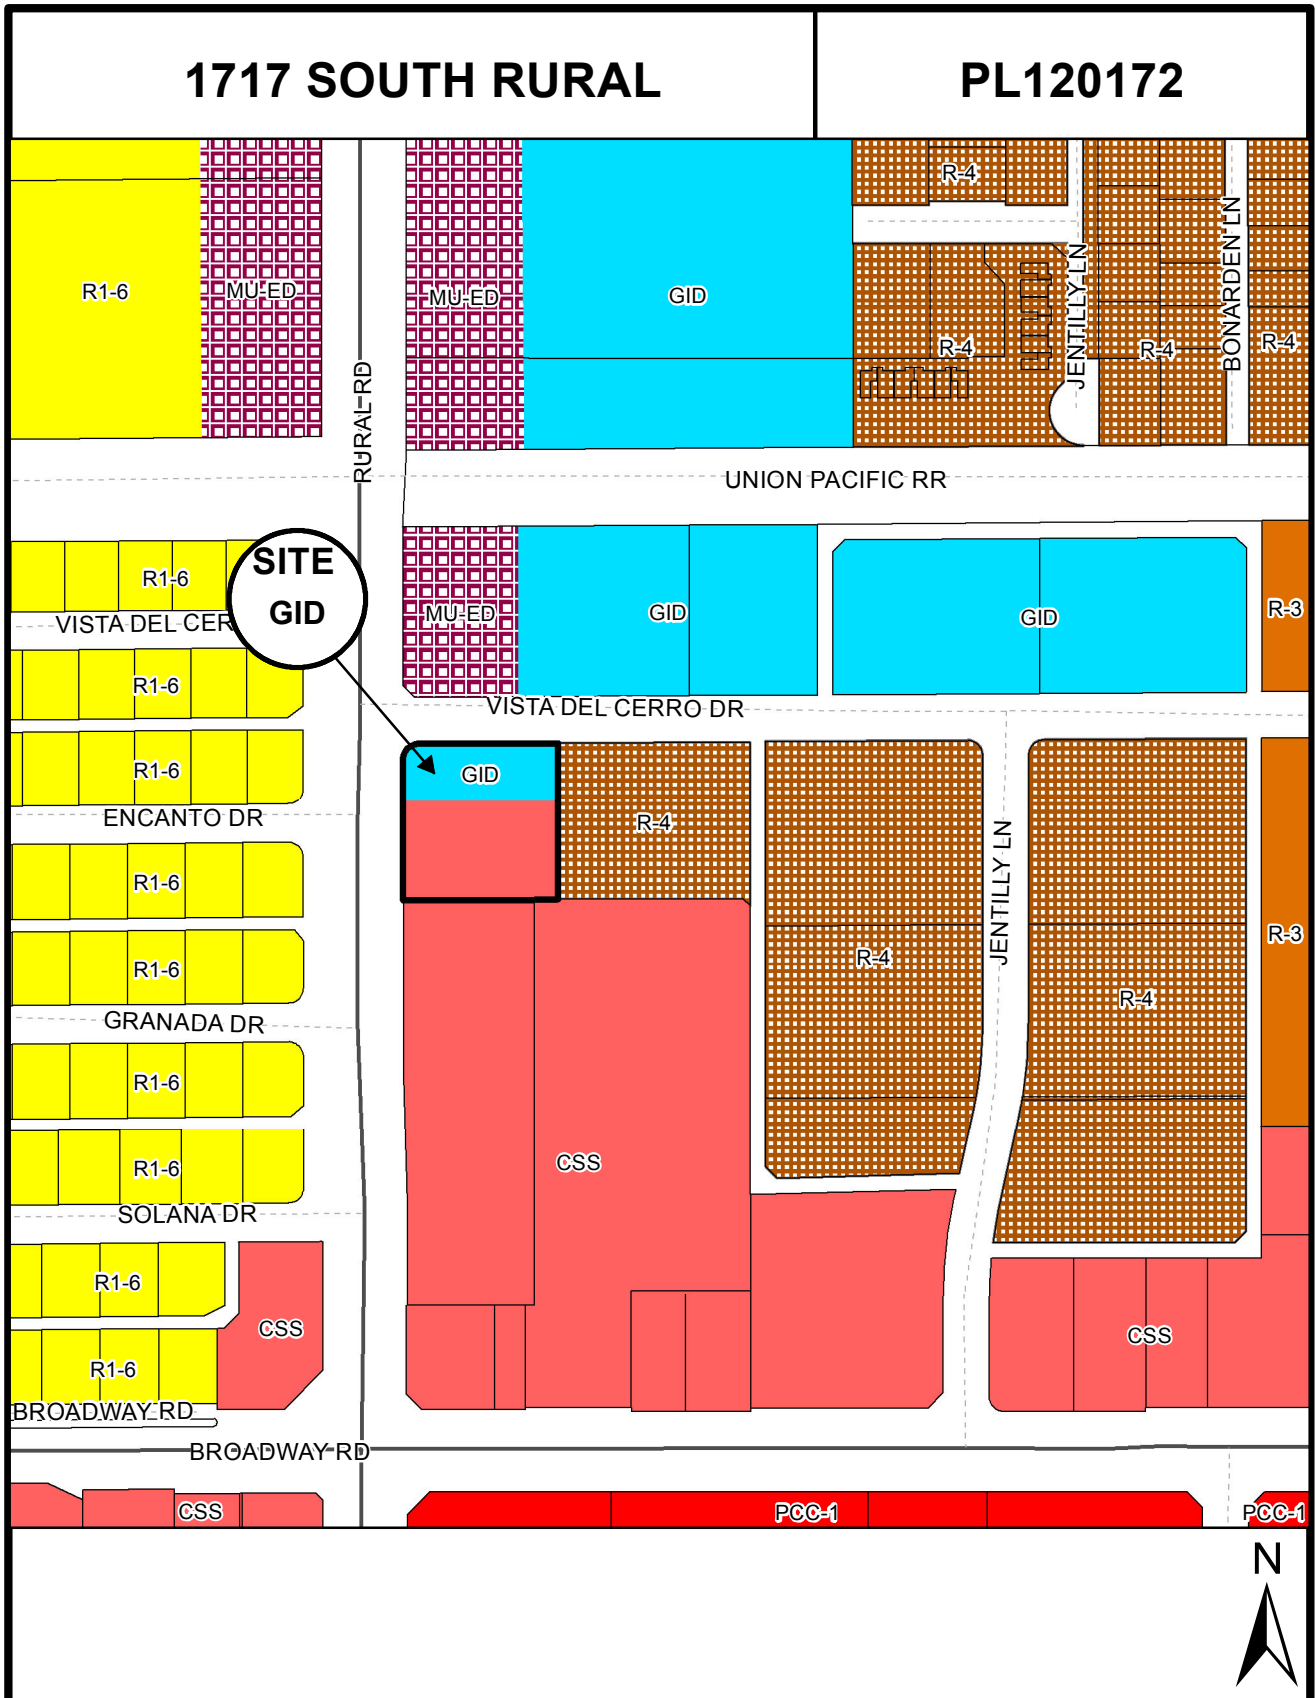 1717 SOUTH RURAL
PL120172
R-4
R1-6
MU-ED
MU-ED
GID
R-4
R-4
R-4
JENTILLY LN
BONARDEN LN
RURAL RD
UNION PACIFIC RR
SITE
GID
R1-6
VISTA DEL CER
MU-ED
GID
GID
R-3
R1-6
VISTA DEL CERRO DR
R1-6
GID
ENCANTO DR
R-4
R1-6
JENTILLY LN
R-3
R1-6
R-4
R-4
GRANADA DR
R1-6
R1-6
CSS
SOLANA DR
R1-6
CSS
CSS
R1-6
BROADWAY RD
BROADWAY RD
CSS
PCC-1
PCC-1
N